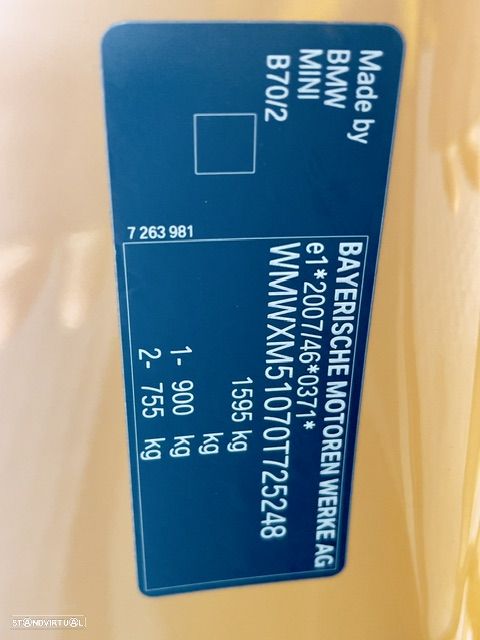 Made by
BMW
MINI
B70/2
7 263 981
BAYERISCHE MOTOREN WERKE AG
e1*2007/46*0371*
WMWXM51070T725248
1595 kg
kg
1- 900 kg
2- 755 kg
STANDVIRTUAL